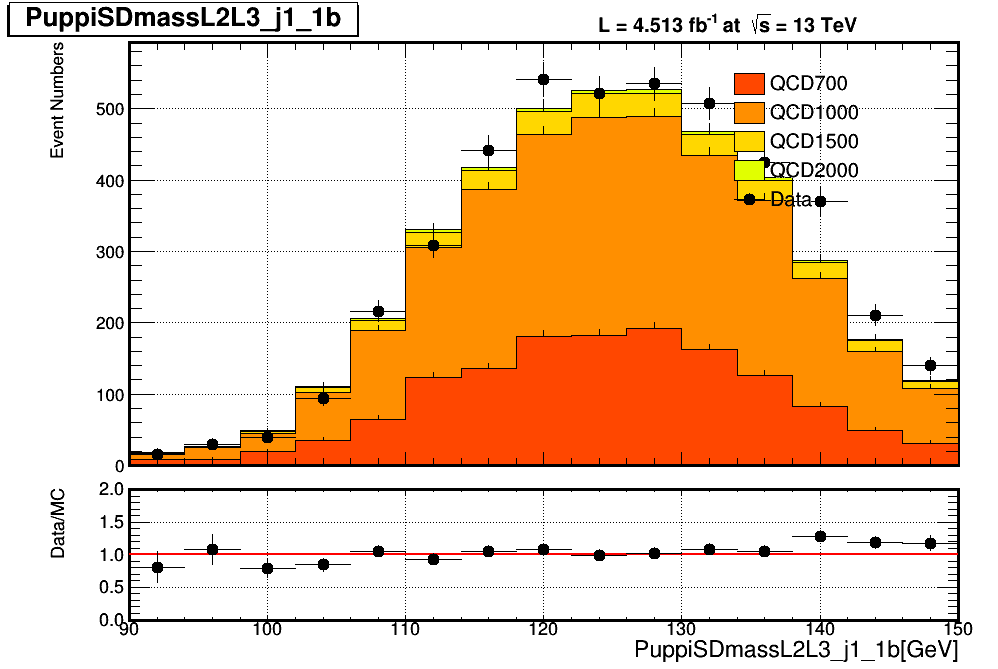 PuppiSDmassL2L3_j1_1b
L = 4.513 fb⁻¹ at √s = 13 TeV
Event Numbers
500
400
300
200
100
0
QCD700
QCD1000
QCD1500
QCD2000
Data
Data/MC
2.0
1.5
1.0
0.5
0.0
90 100 110 120 130 140 150
PuppiSDmassL2L3_j1_1b[GeV]